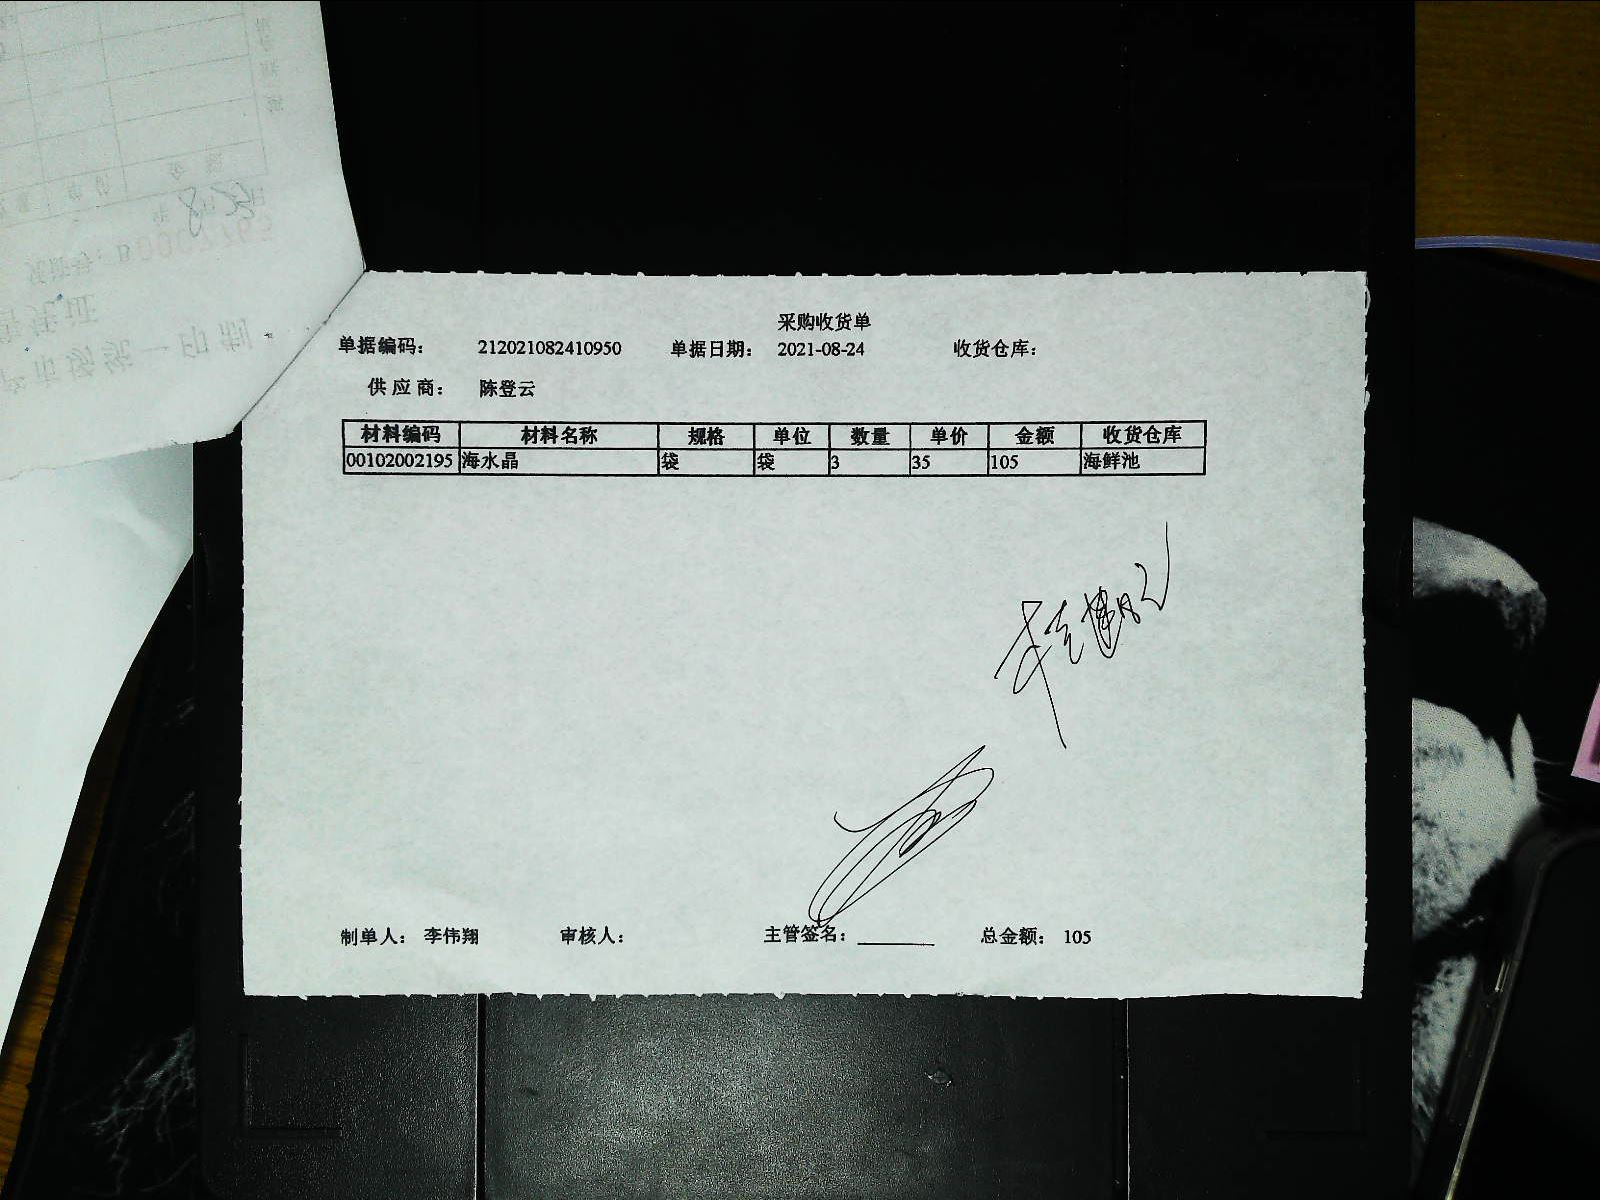 采购收货单
单据编码： 212021082410950 单据日期： 2021-08-24 收货仓库：
供应商： 陈登云
材料编码 材料名称 规格 单位 数量 单价 金额 收货仓库
00102002195 海水晶 袋 袋 3 35 105 海鲜池
制单人： 李伟翔 审核人： 主管签名： 总金额： 105